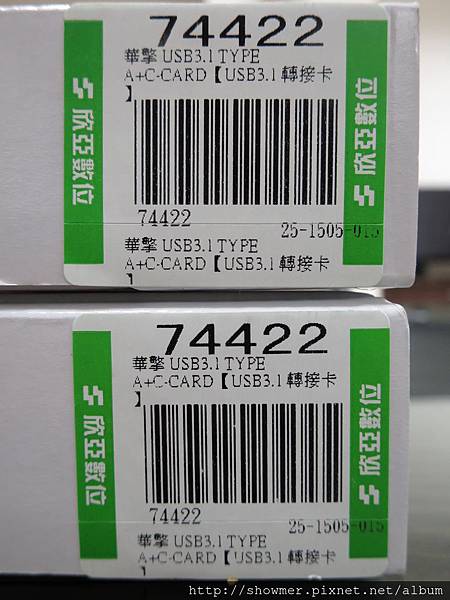 74422
華擎 USB3.1 TYPE
A+C-CARD【USB3.1 轉接卡
】
欣亞數位
欣亞數位
74422
25-1505-015
華擎 USB3.1 TYPE
A+C-CARD【USB3.1 轉接卡
】
74422
華擎 USB3.1 TYPE
A+C-CARD【USB3.1 轉接卡
】
欣亞數位
欣亞數位
74422
25-1505-015
華擎 USB3.1 TYPE
A+C-CARD【USB3.1 轉接卡
】
http://showmer.pixnet.net/album